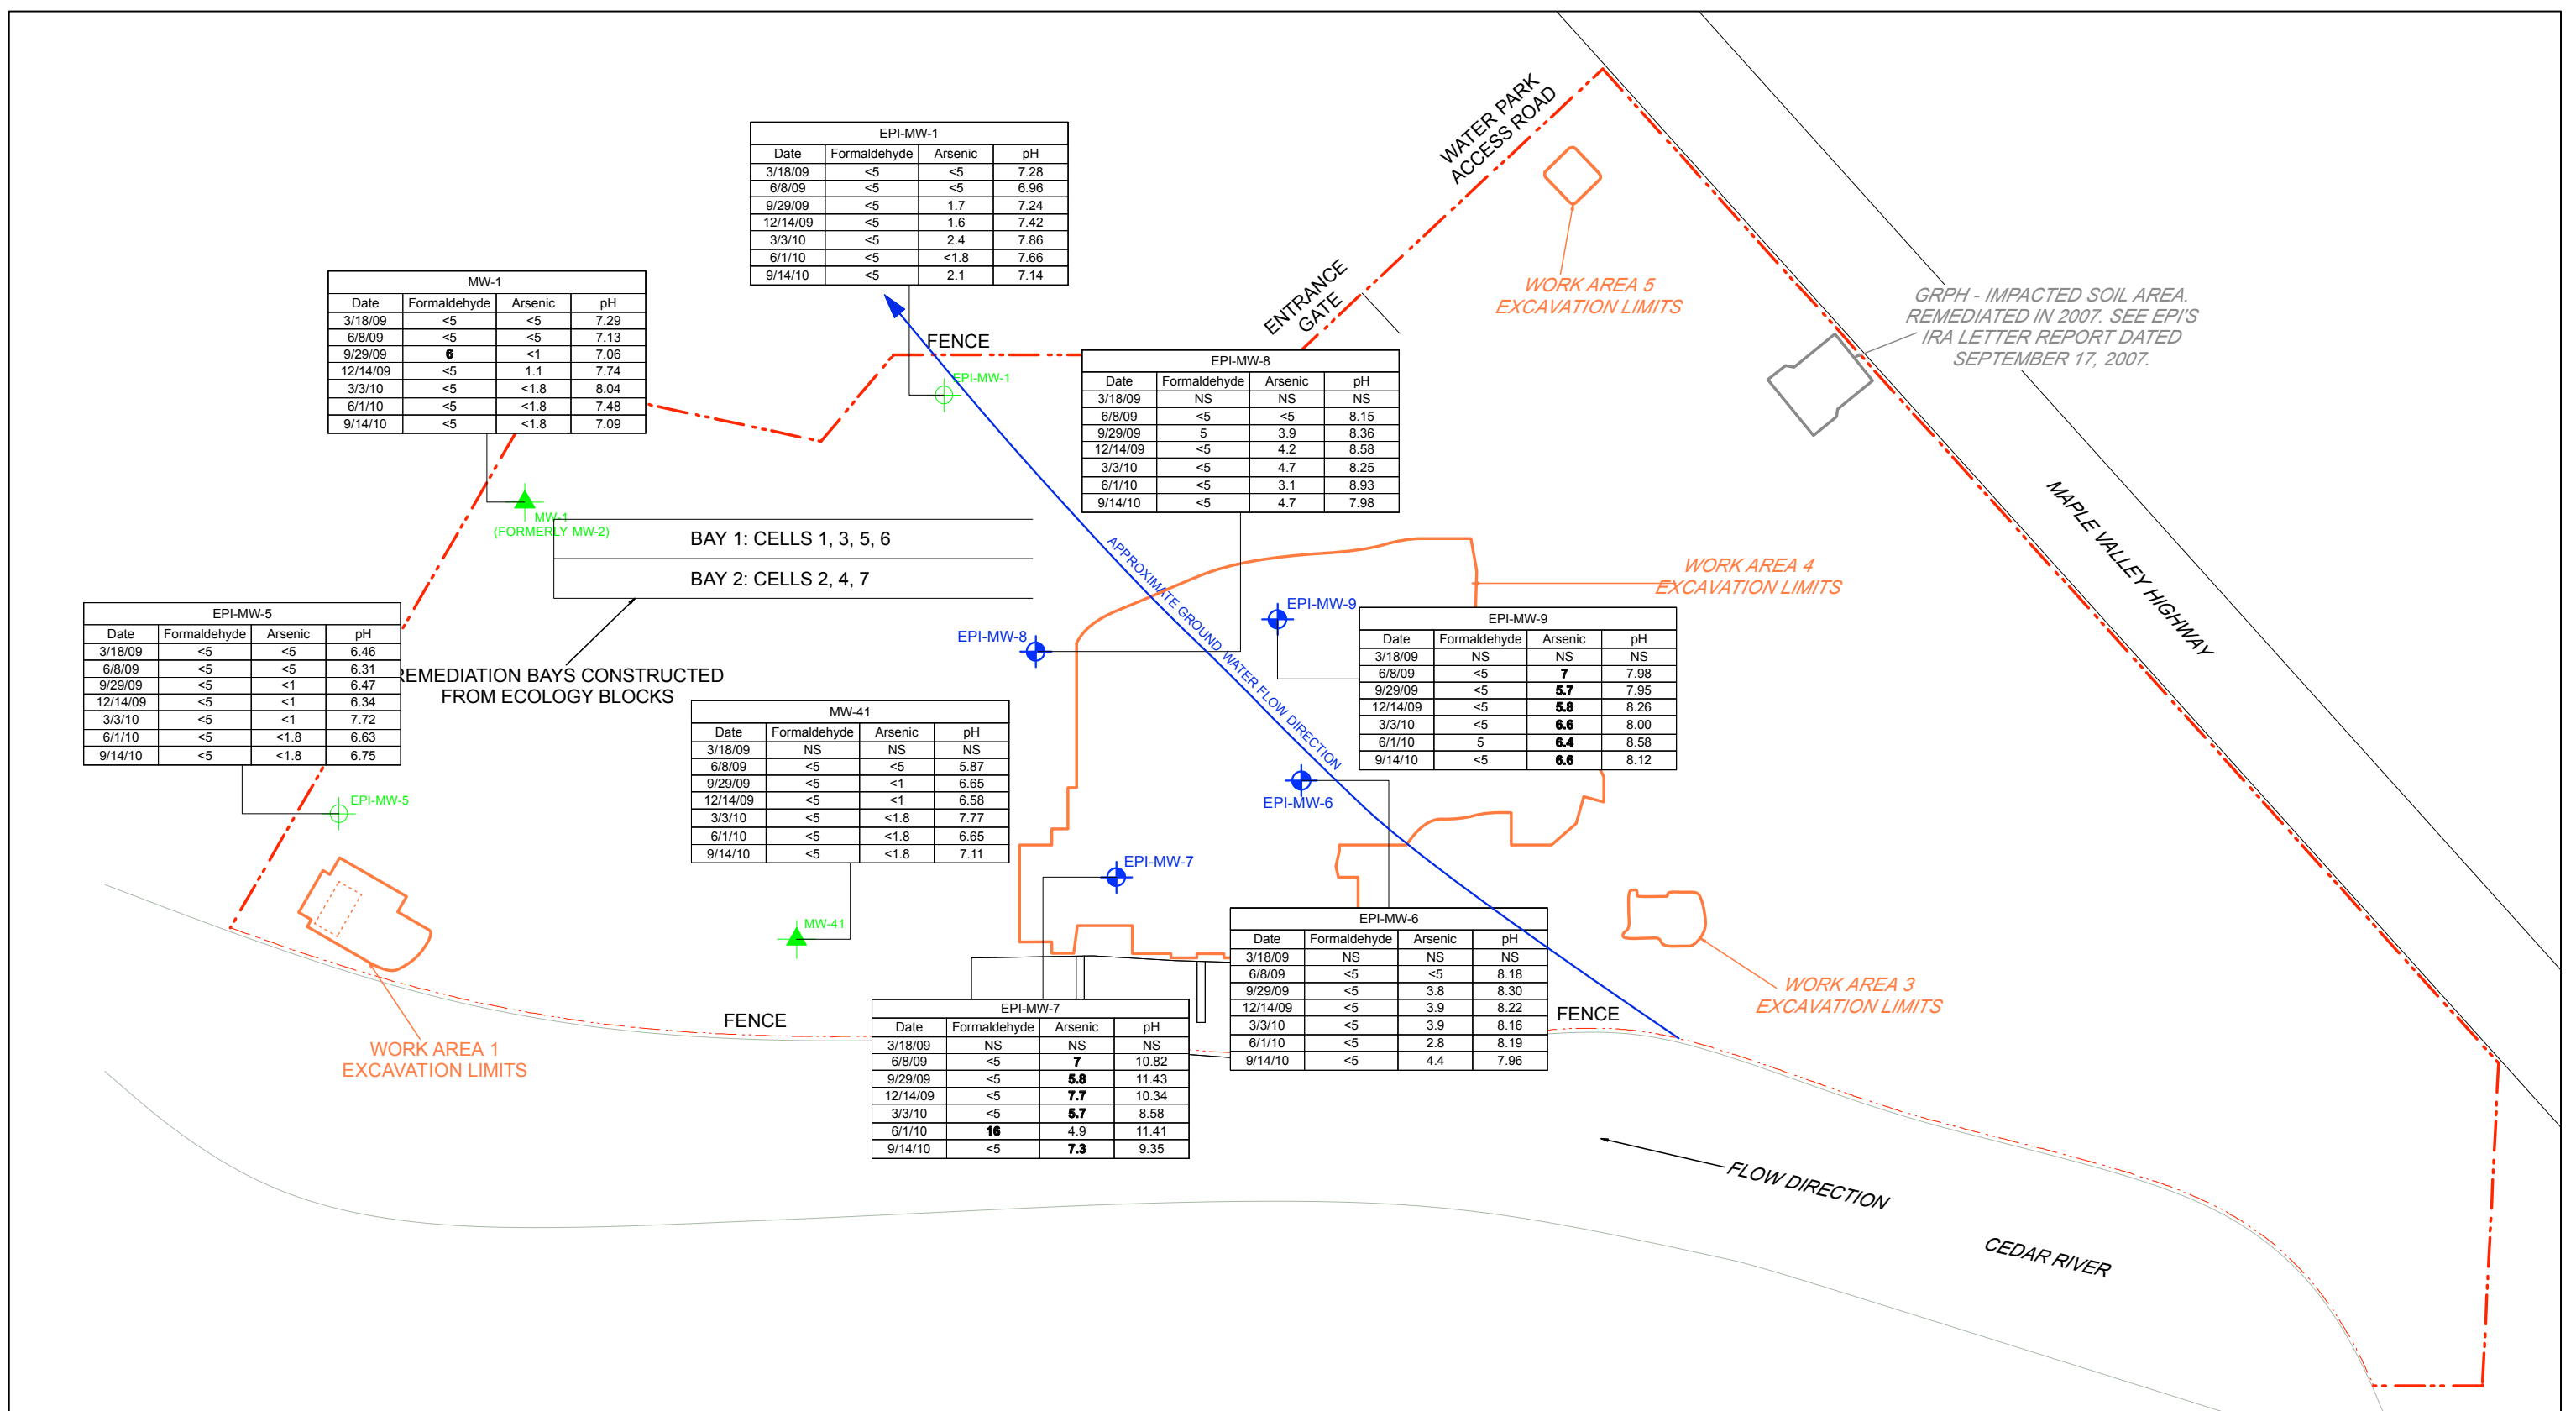 WATER PARK
ACCESS ROAD
EPI-MW-1
Date Formaldehyde Arsenic pH
3/18/09 <5 <5 7.28
6/8/09 <5 <5 6.96
9/29/09 <5 1.7 7.24
12/14/09 <5 1.6 7.42
3/3/10 <5 2.4 7.86
6/1/10 <5 <1.8 7.66
9/14/10 <5 2.1 7.14
ENTRANCE
GATE
WORK AREA 5
EXCAVATION LIMITS
GRPH - IMPACTED SOIL AREA.
REMEDIATED IN 2007. SEE EPI'S
IRA LETTER REPORT DATED
SEPTEMBER 17, 2007.
MW-1
Date Formaldehyde Arsenic pH
3/18/09 <5 <5 7.29
6/8/09 <5 <5 7.13
9/29/09 6 <1 7.06
12/14/09 <5 1.1 7.74
3/3/10 <5 <1.8 8.04
6/1/10 <5 <1.8 7.48
9/14/10 <5 <1.8 7.09
FENCE
EPI-MW-1
EPI-MW-8
Date Formaldehyde Arsenic pH
3/18/09 NS NS NS
6/8/09 <5 <5 8.15
9/29/09 5 3.9 8.36
12/14/09 <5 4.2 8.58
3/3/10 <5 4.7 8.25
6/1/10 <5 3.1 8.93
9/14/10 <5 4.7 7.98
MAPLE VALLEY HIGHWAY
MW-1
(FORMERLY MW-2)
BAY 1: CELLS 1, 3, 5, 6
BAY 2: CELLS 2, 4, 7
APPROXIMATE GROUND WATER FLOW DIRECTION
WORK AREA 4
EXCAVATION LIMITS
EPI-MW-5
Date Formaldehyde Arsenic pH
3/18/09 <5 <5 6.46
6/8/09 <5 <5 6.31
9/29/09 <5 <1 6.47
12/14/09 <5 <1 6.34
3/3/10 <5 <1 7.72
6/1/10 <5 <1.8 6.63
9/14/10 <5 <1.8 6.75
EPI-MW-9
EPI-MW-8
EPI-MW-9
Date Formaldehyde Arsenic pH
3/18/09 NS NS NS
6/8/09 <5 7 7.98
9/29/09 <5 5.7 7.95
12/14/09 <5 5.8 8.26
3/3/10 <5 6.6 8.00
6/1/10 5 6.4 8.58
9/14/10 <5 6.6 8.12
REMEDIATION BAYS CONSTRUCTED
FROM ECOLOGY BLOCKS
MW-41
Date Formaldehyde Arsenic pH
3/18/09 NS NS NS
6/8/09 <5 <5 5.87
9/29/09 <5 <1 6.65
12/14/09 <5 <1 6.58
3/3/10 <5 <1.8 7.77
6/1/10 <5 <1.8 6.65
9/14/10 <5 <1.8 7.11
EPI-MW-5
EPI-MW-6
EPI-MW-7
MW-41
EPI-MW-6
Date Formaldehyde Arsenic pH
3/18/09 NS NS NS
6/8/09 <5 <5 8.18
9/29/09 <5 3.8 8.30
12/14/09 <5 3.9 8.22
3/3/10 <5 3.9 8.16
6/1/10 <5 2.8 8.19
9/14/10 <5 4.4 7.96
WORK AREA 3
EXCAVATION LIMITS
FENCE
FENCE
EPI-MW-7
Date Formaldehyde Arsenic pH
3/18/09 NS NS NS
6/8/09 <5 7 10.82
9/29/09 <5 5.8 11.43
12/14/09 <5 7.7 10.34
3/3/10 <5 5.7 8.58
6/1/10 16 4.9 11.41
9/14/10 <5 7.3 9.35
WORK AREA 1
EXCAVATION LIMITS
FLOW DIRECTION
CEDAR RIVER